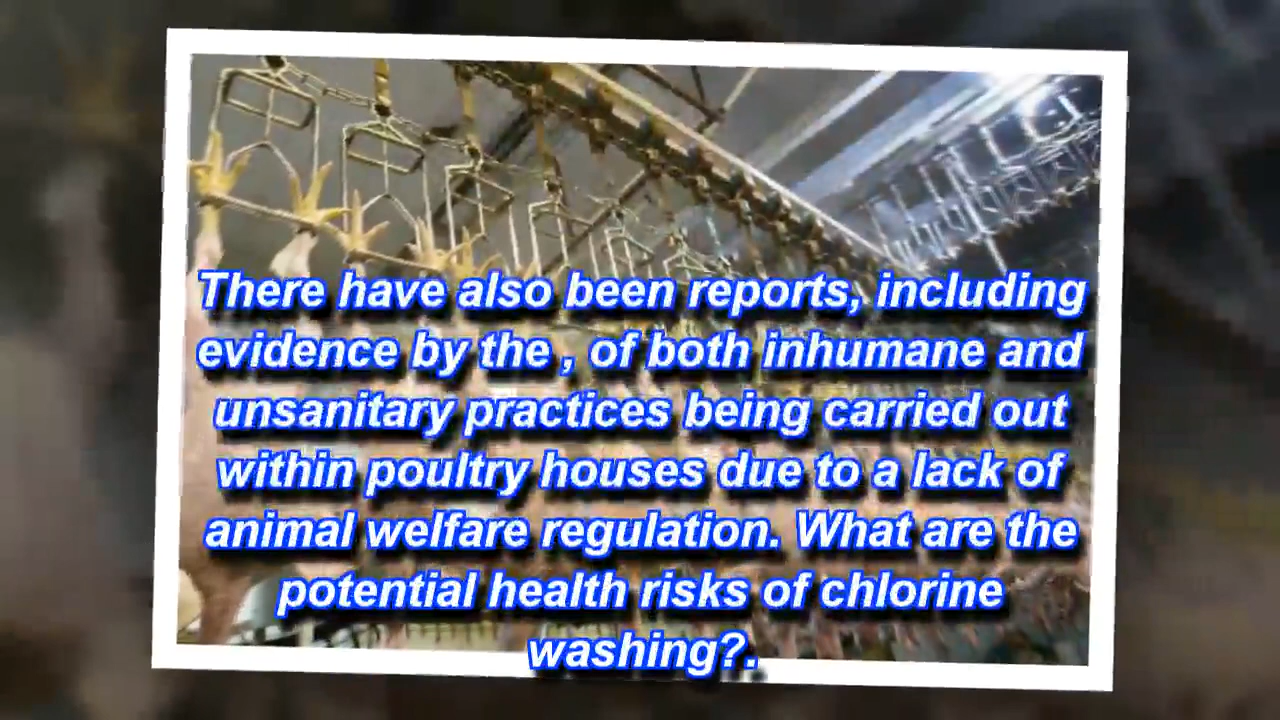 There have also been reports, including
evidence by the , of both inhumane and
unsanitary practices being carried out
within poultry houses due to a lack of
animal welfare regulation. What are the
potential health risks of chlorine
washing?.